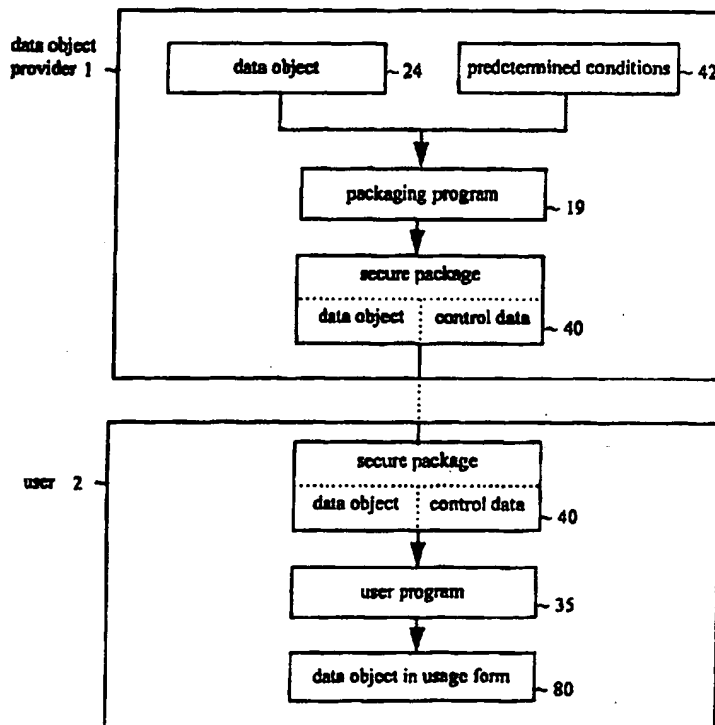 data object
provider 1
data object
24
predetermined conditions
42
packaging program
19
secure package
data object
control data
40
user 2
secure package
data object
control data
40
user program
35
data object in usage form
80